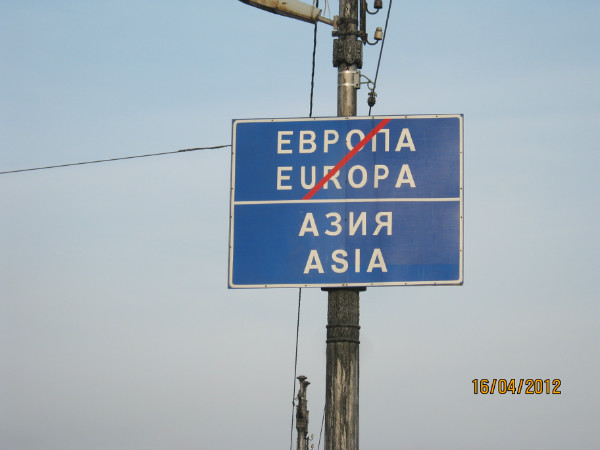 ЕВРОПА
EUROPA
АЗИЯ
ASIA
16/04/2012